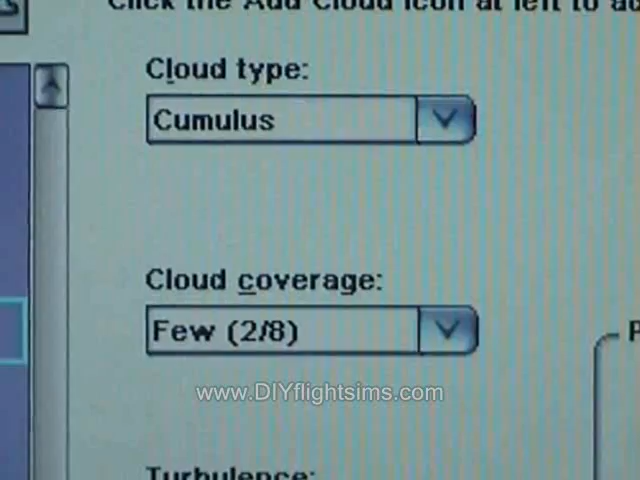 Click the Add Cloud icon at left to
Cloud type:
Cumulus
Cloud coverage:
Few (2/8)
www.DIYflightsims.com
Turbulence: